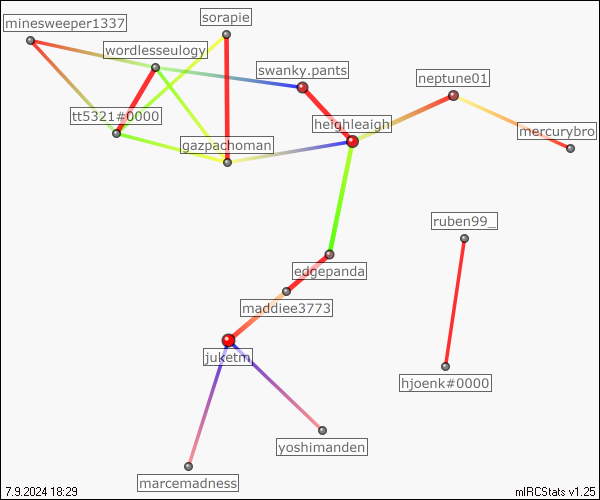 sorapie
minesweeper1337
wordlesseulogy
swanky.pants
neptune01
tt5321#0000
heighleaigh
mercurybro
gazpachoman
ruben99_
edgepanda
maddiee3773
juketm
hjoenk#0000
yoshimanden
marcemadness
7.9.2024 18:29
mIRCStats v1.25